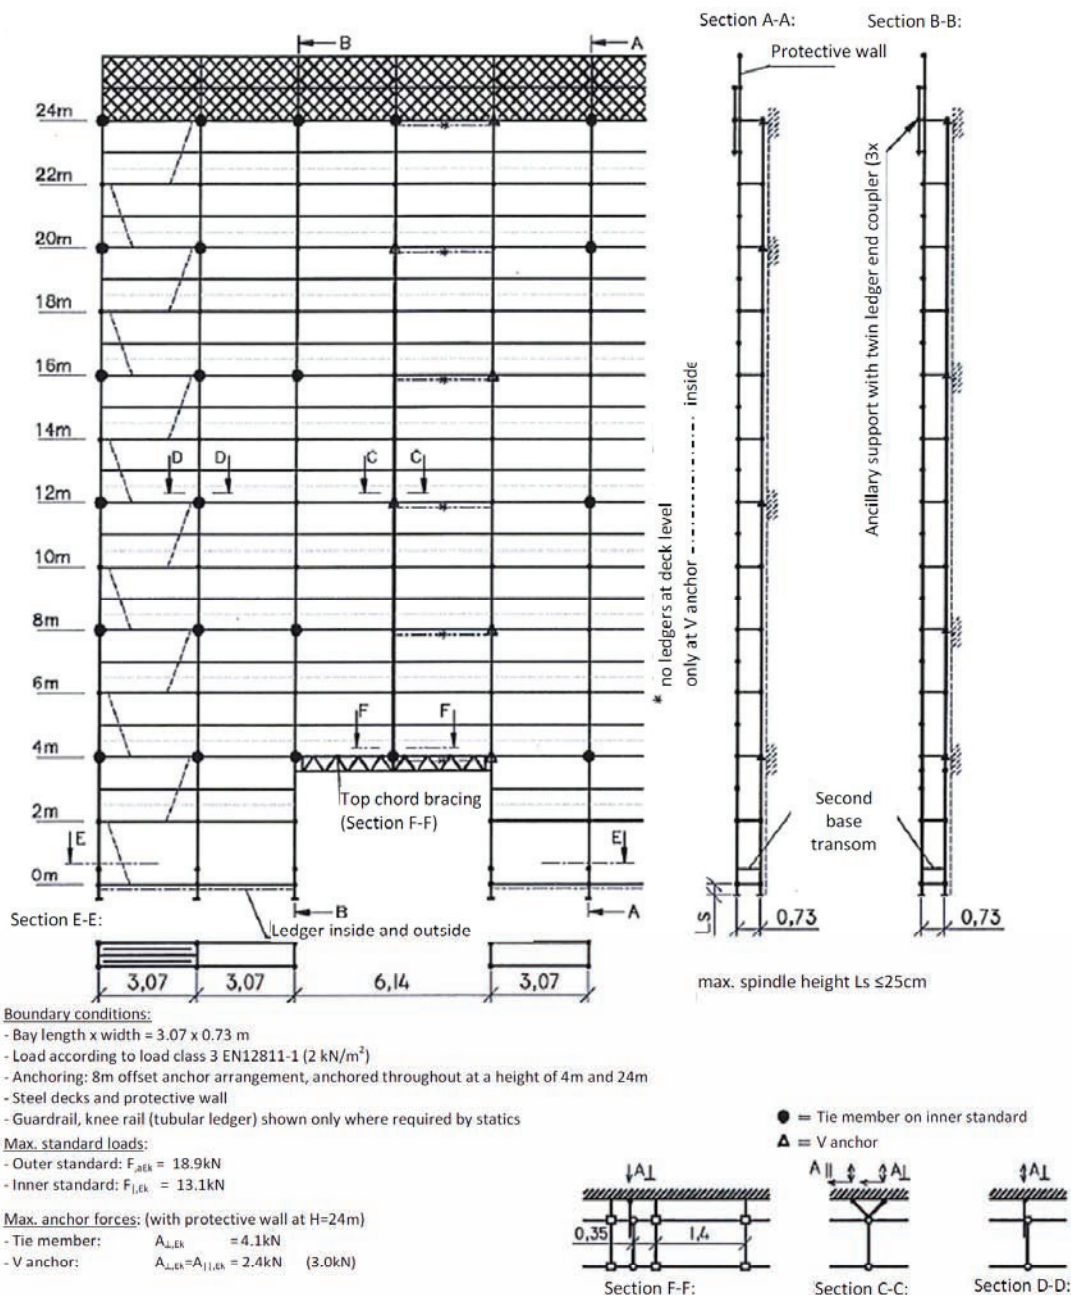 Section A-A:
Section B-B:
B
A
Protective wall
24m
22m
20m
18m
16m
14m
12m
10m
8m
6m
4m
2m
0m
D D
C C
F F
E E
Top chord bracing
(Section F-F)
* no ledgers at deck level
only at V anchor inside
inside
Ancillary support with twin ledger end coupler (3x
Second
base
transom
B
A
Section E-E:
Ledger inside and outside
Ls
0,73
0,73
3,07 3,07 6,14 3,07
max. spindle height Ls ≤25cm
Boundary conditions:
- Bay length x width = 3.07 x 0.73 m
- Load according to load class 3 EN12811-1 (2 kN/m²)
- Anchoring: 8m offset anchor arrangement, anchored throughout at a height of 4m and 24m
- Steel decks and protective wall
- Guardrail, knee rail (tubular ledger) shown only where required by statics
Max. standard loads:
- Outer standard: F,aEk = 18.9kN
- Inner standard: F|,Ek = 13.1kN
Max. anchor forces: (with protective wall at H=24m)
- Tie member: A⊥,Ek = 4.1kN
- V anchor: A⊥,Ek=A||,Ek = 2.4kN (3.0kN)
● = Tie member on inner standard
△ = V anchor
A⊥
A|| A⊥
A⊥
0,35 1,4
Section F-F:
Section C-C:
Section D-D: